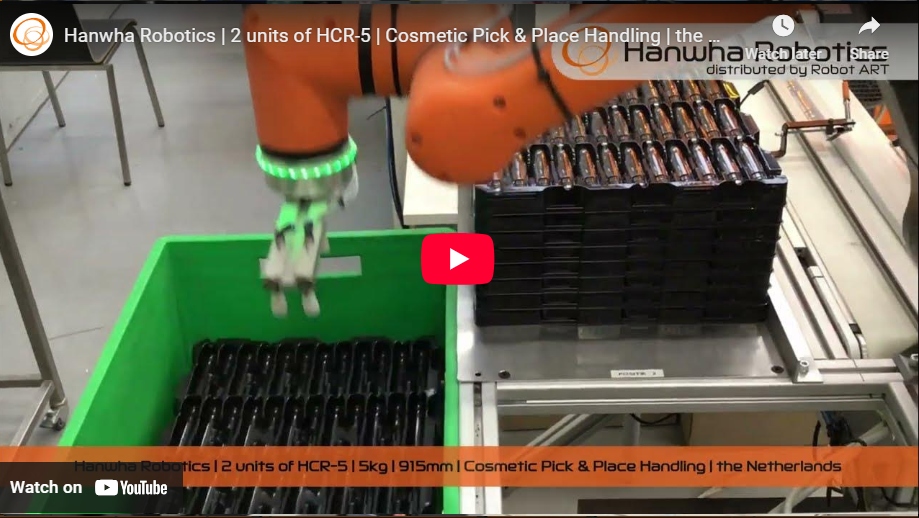 Hanwha Robotics | 2 units of HCR-5 | Cosmetic Pick & Place Handling | the ...
Hanwha Robotics
Watch later
Share
distributed by Robot ART
Hanwha Robotics | 2 units of HCR-5 | 5kg | 915mm | Cosmetic Pick & Place Handling | the Netherlands
Watch on YouTube